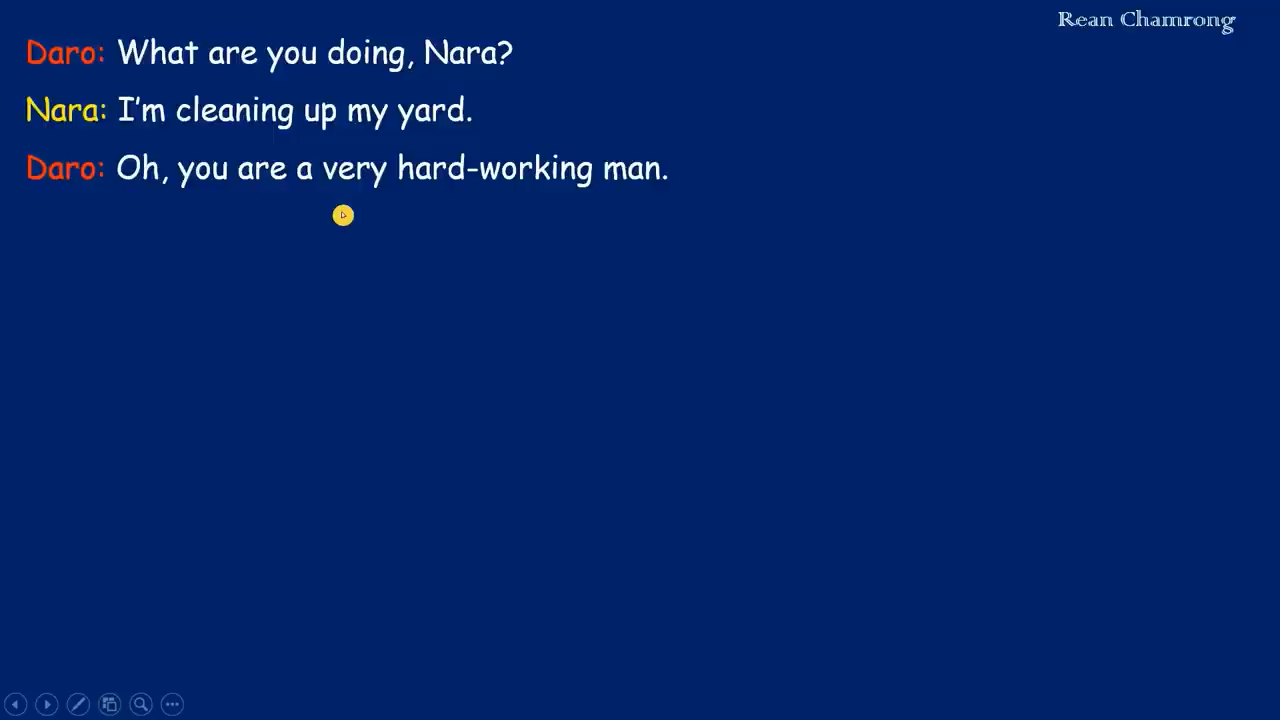 Rean Chamrong
Daro: What are you doing, Nara?
Nara: I'm cleaning up my yard.
Daro: Oh, you are a very hard-working man.